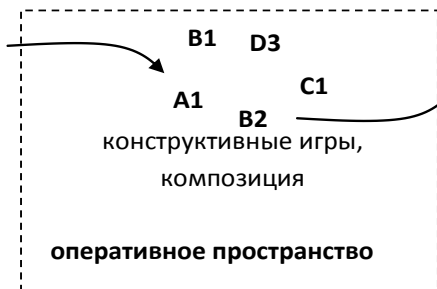 B1 D3
C1
A1
B2
конструктивные игры,
композиция
оперативное пространство